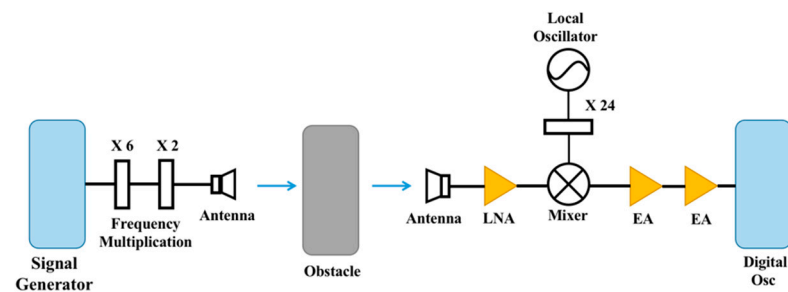 Local
Oscillator
X 24
X 6
X 2
Frequency
Multiplication
Antenna
Signal
Generator
Obstacle
Antenna
LNA
Mixer
EA
EA
Digital
Osc